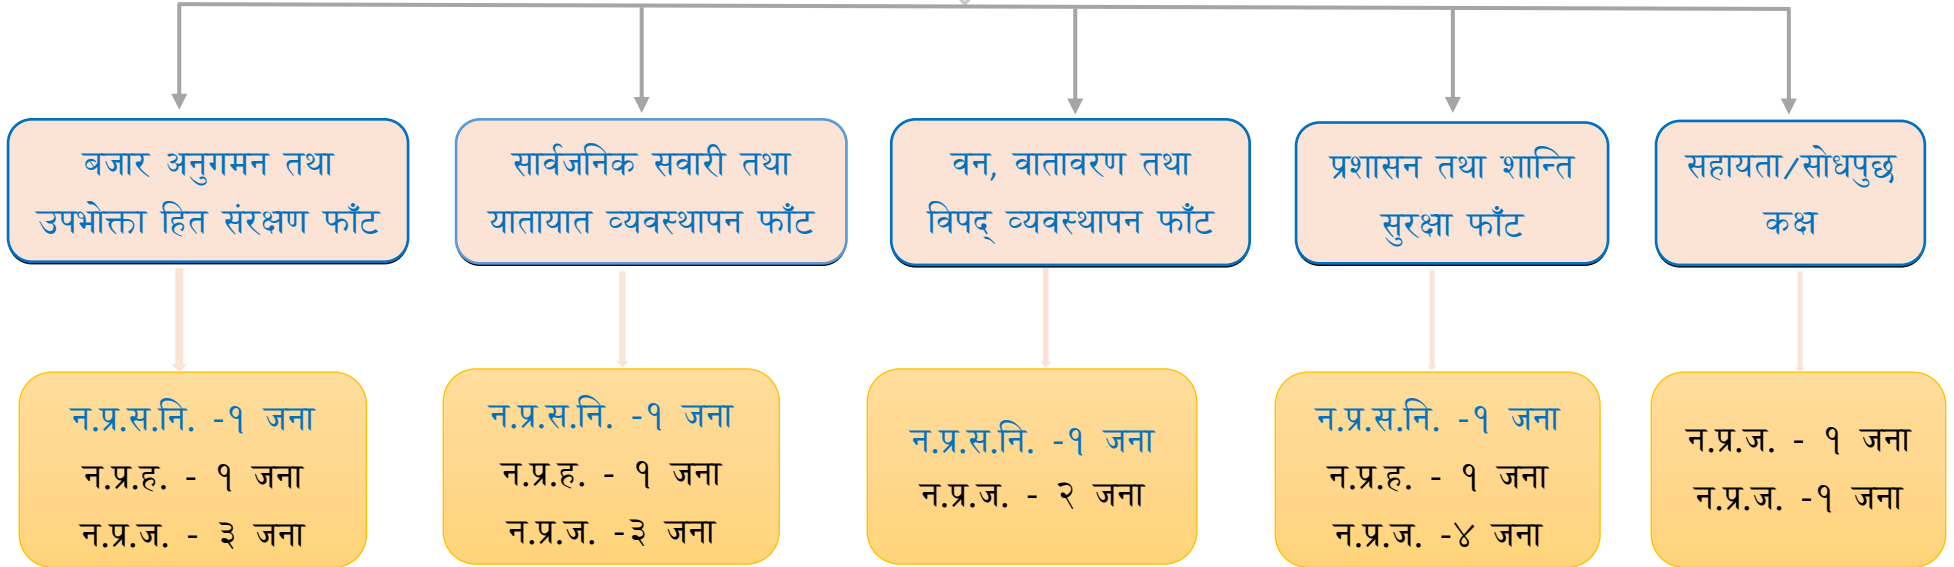 बजार अनुगमन तथा
उपभोक्ता हित संरक्षण फाँट
सार्वजनिक सवारी तथा
यातायात व्यवस्थापन फाँट
वन, वातावरण तथा
विपद् व्यवस्थापन फाँट
प्रशासन तथा शान्ति
सुरक्षा फाँट
सहायता/सोधपुछ
कक्ष
न.प्र.स.नि. -१ जना
न.प्र.ह. - १ जना
न.प्र.ज. - ३ जना
न.प्र.स.नि. -१ जना
न.प्र.ह. - १ जना
न.प्र.ज. -३ जना
न.प्र.स.नि. -१ जना
न.प्र.ज. - २ जना
न.प्र.स.नि. -१ जना
न.प्र.ह. - १ जना
न.प्र.ज. -४ जना
न.प्र.ज. - १ जना
न.प्र.ज. -१ जना